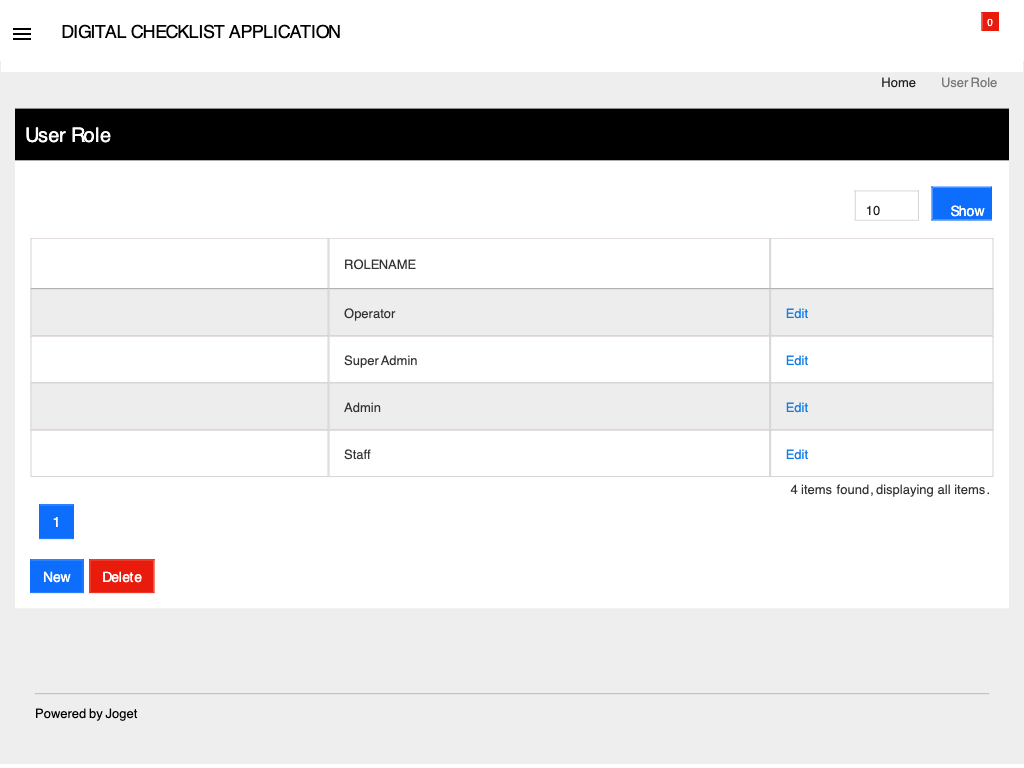 DIGITAL CHECKLIST APPLICATION
0
Home User Role
User Role
10 Show
ROLENAME
Operator Edit
Super Admin Edit
Admin Edit
Staff Edit
4 items found, displaying all items.
1
New Delete
Powered by Joget